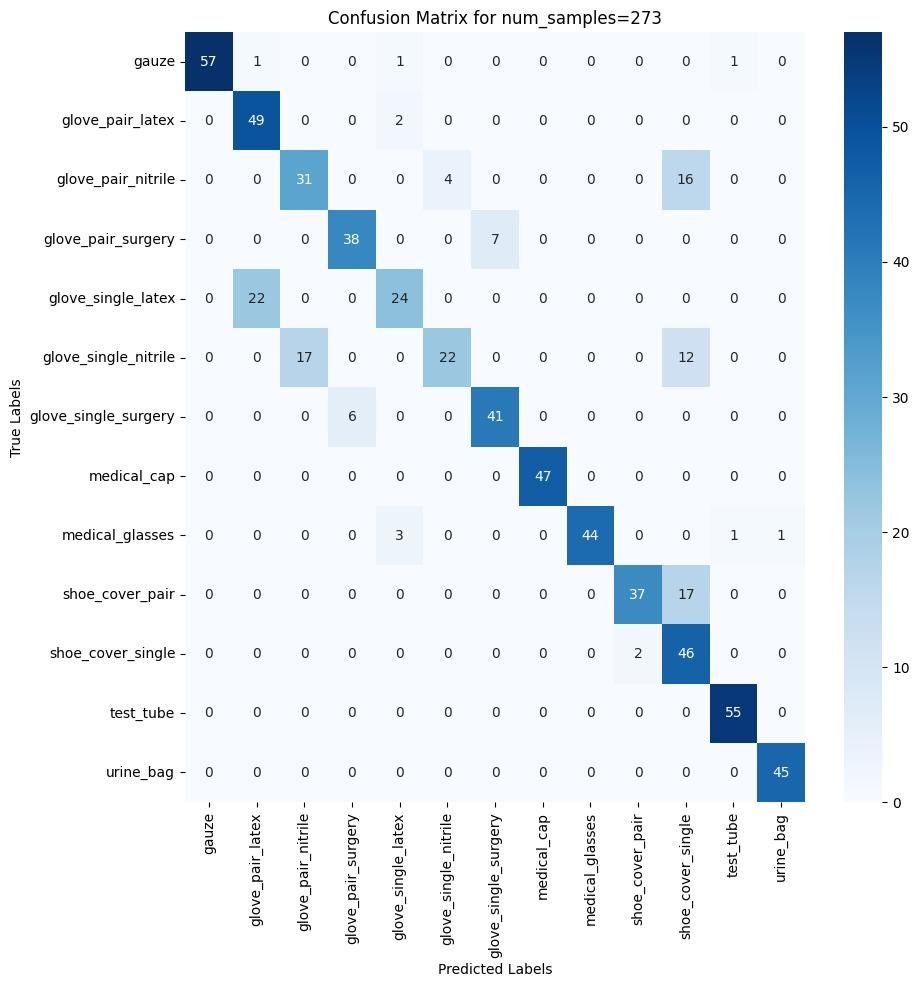 Confusion Matrix for num_samples=273
True Labels
gauze 57 1 0 0 1 0 0 0 0 0 0 1 0
glove_pair_latex 0 49 0 0 2 0 0 0 0 0 0 0 0
glove_pair_nitrile 0 0 31 0 0 4 0 0 0 0 16 0 0
glove_pair_surgery 0 0 0 38 0 0 7 0 0 0 0 0 0
glove_single_latex 0 22 0 0 24 0 0 0 0 0 0 0 0
glove_single_nitrile 0 0 17 0 0 22 0 0 0 0 12 0 0
glove_single_surgery 0 0 0 6 0 0 41 0 0 0 0 0 0
medical_cap 0 0 0 0 0 0 0 47 0 0 0 0 0
medical_glasses 0 0 0 0 3 0 0 0 44 0 0 1 1
shoe_cover_pair 0 0 0 0 0 0 0 0 0 37 17 0 0
shoe_cover_single 0 0 0 0 0 0 0 0 0 2 46 0 0
test_tube 0 0 0 0 0 0 0 0 0 0 0 55 0
urine_bag 0 0 0 0 0 0 0 0 0 0 0 0 45
gauze
glove_pair_latex
glove_pair_nitrile
glove_pair_surgery
glove_single_latex
glove_single_nitrile
glove_single_surgery
medical_cap
medical_glasses
shoe_cover_pair
shoe_cover_single
test_tube
urine_bag
Predicted Labels
50
40
30
20
10
0